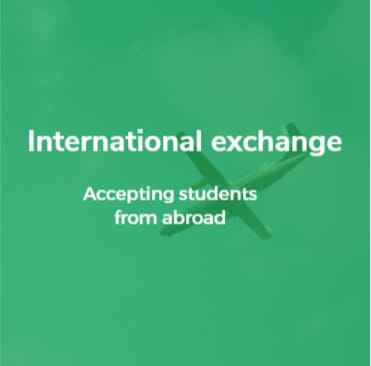 International exchange
Accepting students
from abroad